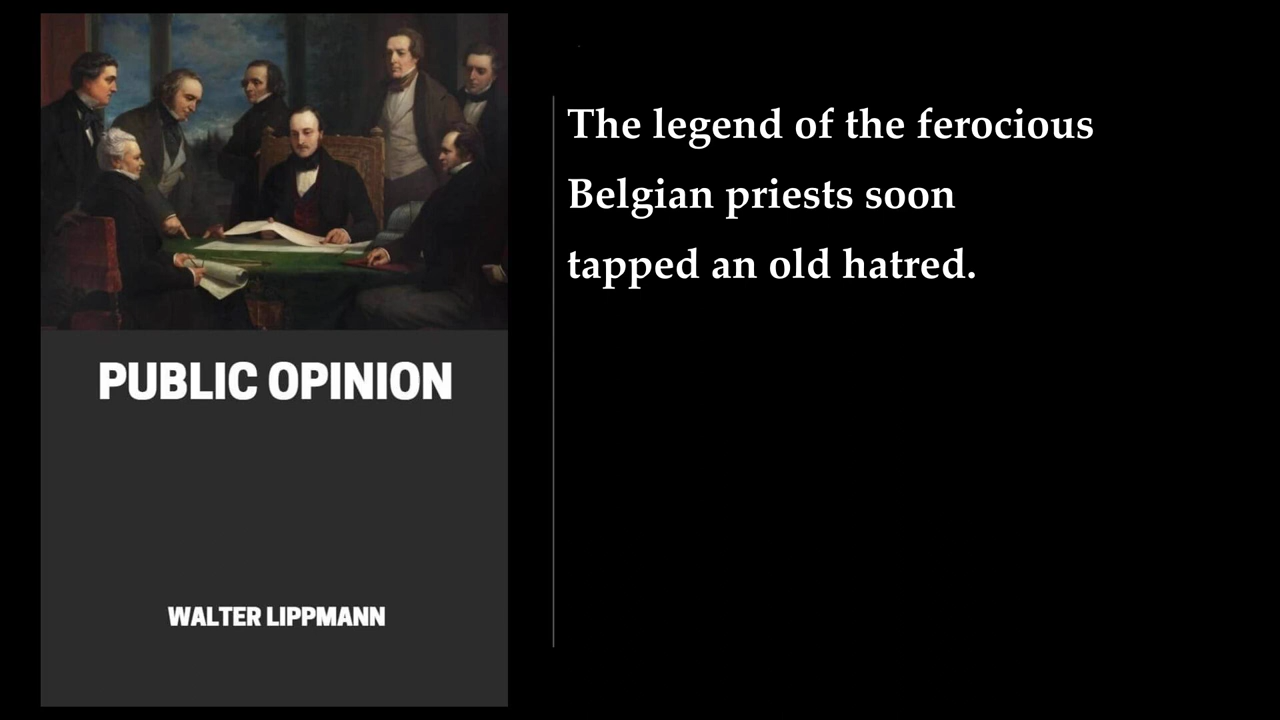 PUBLIC OPINION
WALTER LIPPMANN
The legend of the ferocious
Belgian priests soon
tapped an old hatred.